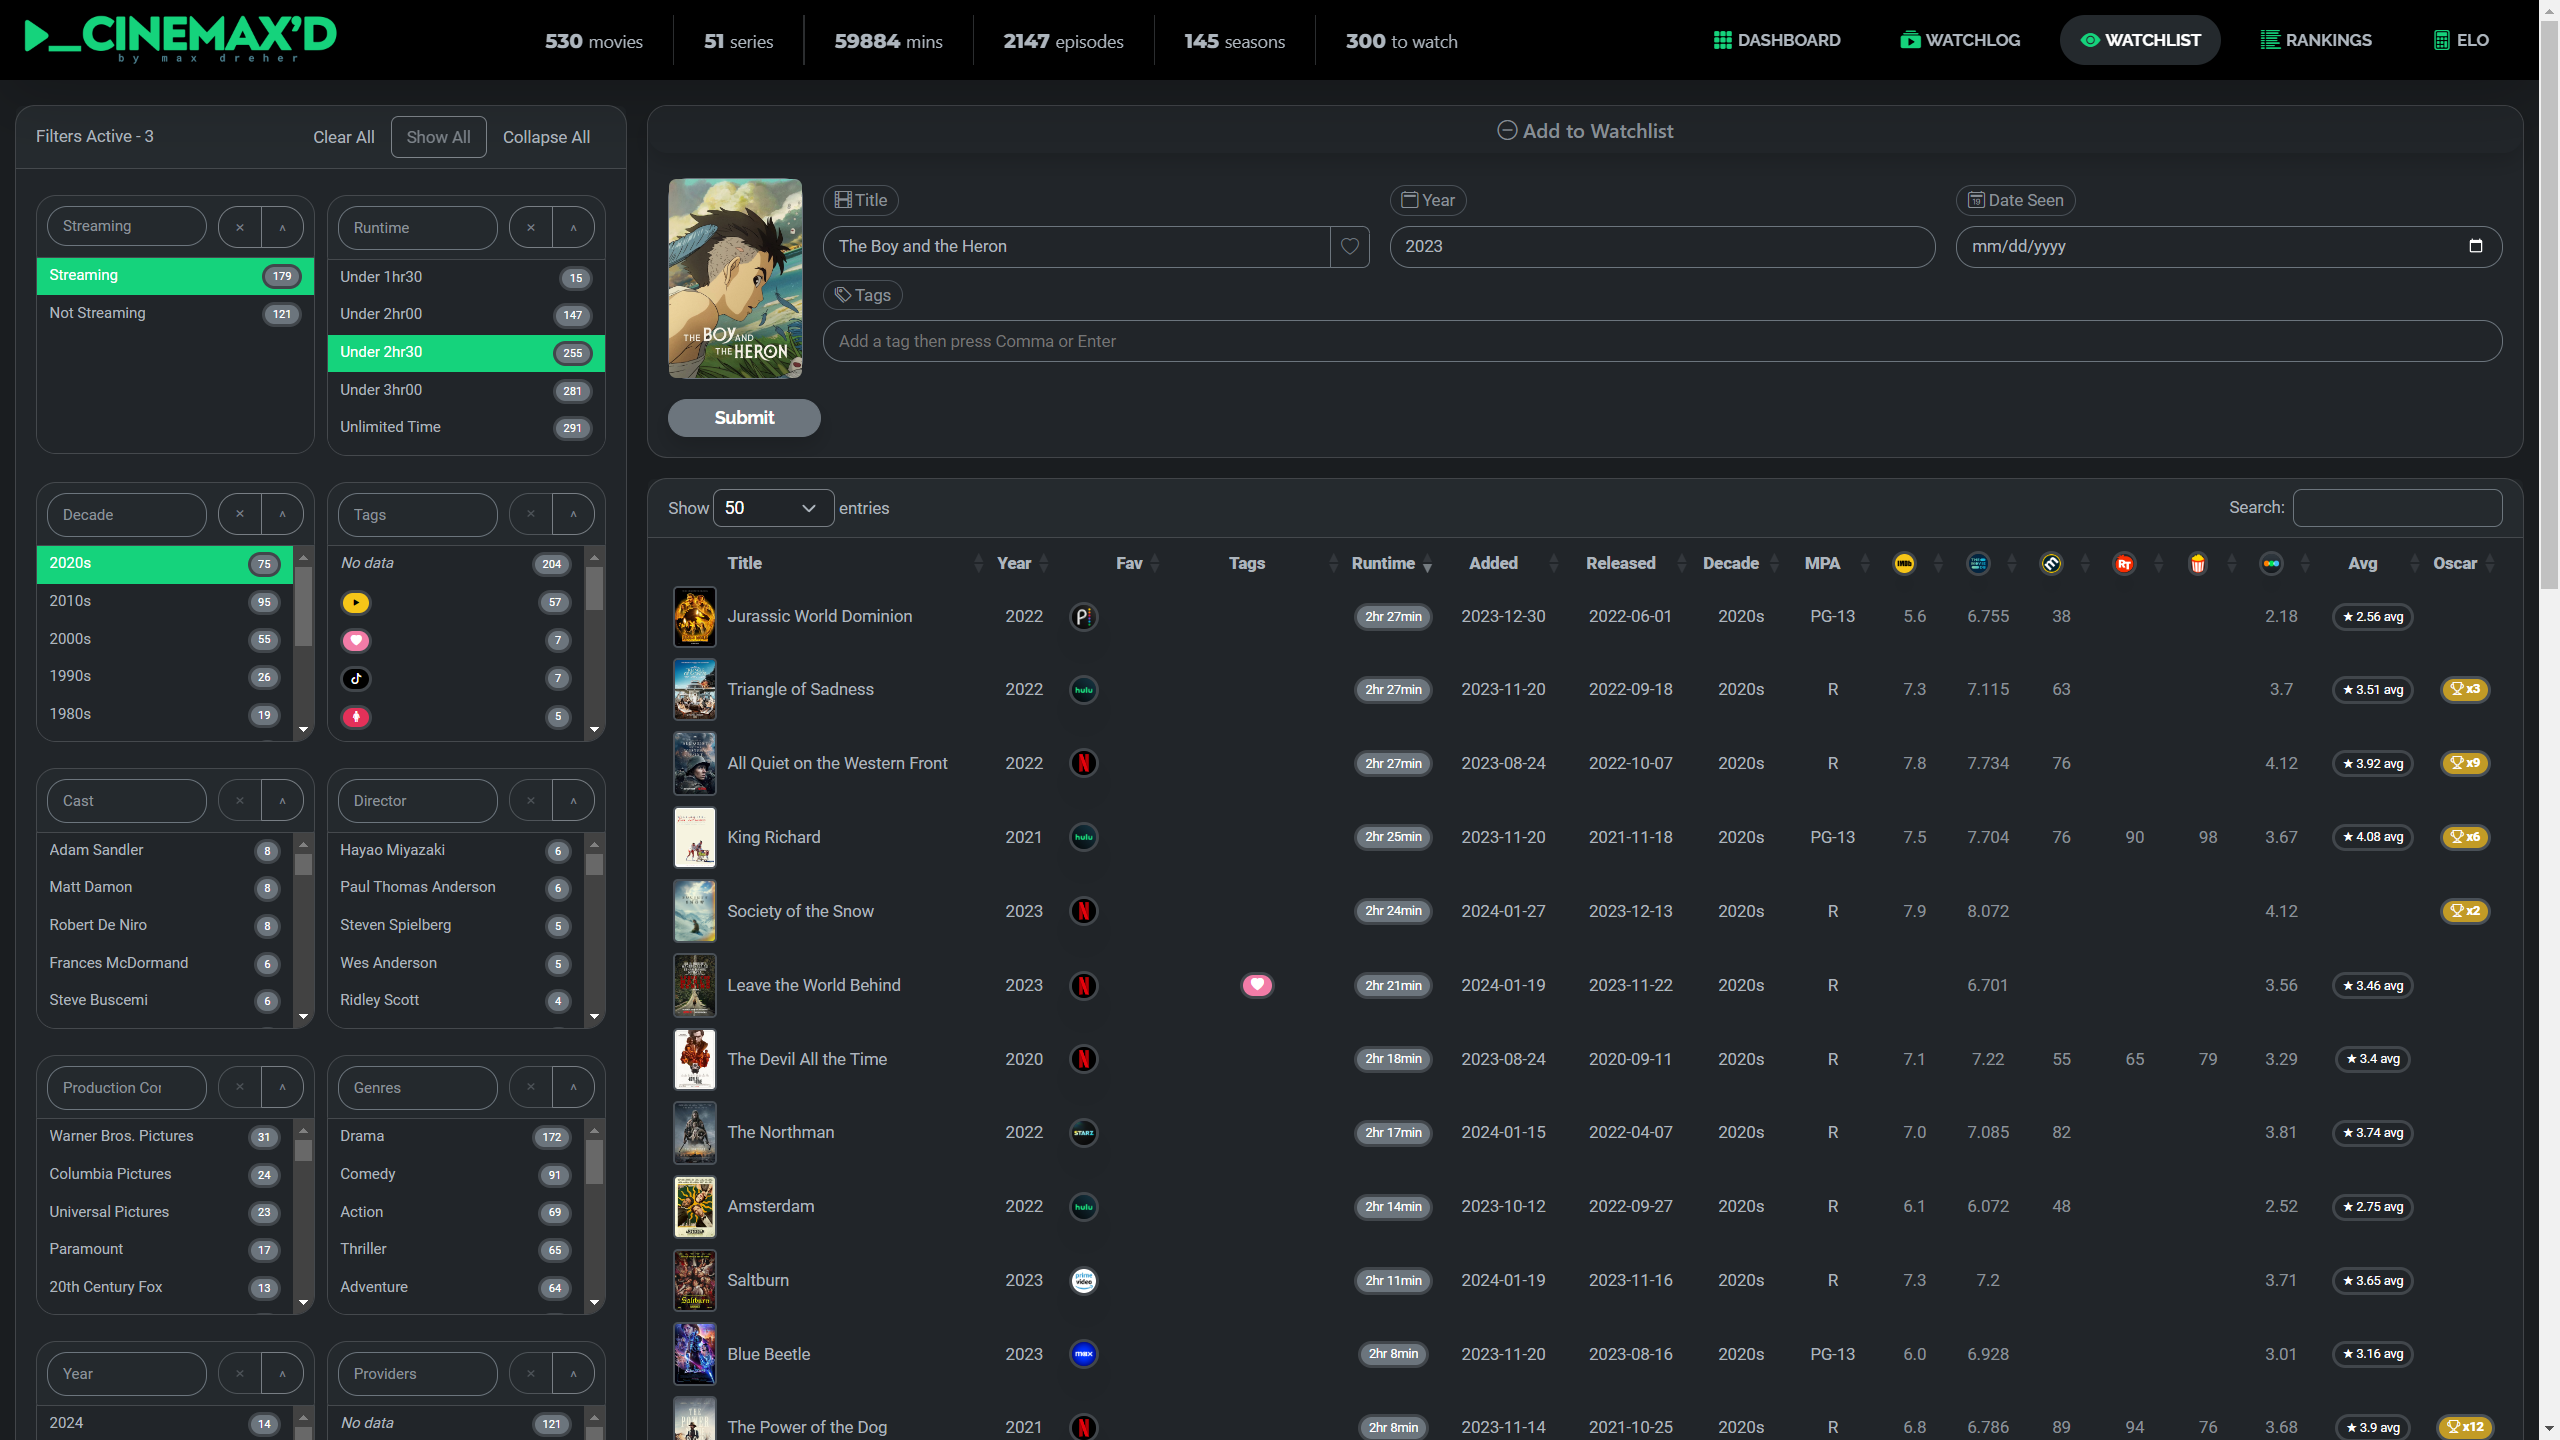 CINEMAX'D
by max dreher
530 movies
51 series
59884 mins
2147 episodes
145 seasons
300 to watch
DASHBOARD
WATCHLOG
WATCHLIST
RANKINGS
ELO
Filters Active - 3
Clear All
Show All
Collapse All
Streaming
Streaming 179
Not Streaming 121
Runtime
Under 1hr30 15
Under 2hr00 147
Under 2hr30 255
Under 3hr00 281
Unlimited Time 291
Decade
2020s 75
2010s 95
2000s 55
1990s 26
1980s 19
Tags
No data 204
57
7
7
5
Cast
Adam Sandler 8
Matt Damon 8
Robert De Niro 8
Frances McDormand 6
Steve Buscemi 6
Director
Hayao Miyazaki 6
Paul Thomas Anderson 6
Steven Spielberg 5
Wes Anderson 5
Ridley Scott 4
Production Cor
Warner Bros. Pictures 31
Columbia Pictures 24
Universal Pictures 23
Paramount 17
20th Century Fox 13
Genres
Drama 172
Comedy 91
Action 69
Thriller 65
Adventure 64
Year
2024 14
Providers
No data 121
Add to Watchlist
THE BOY AND
THE HERON
Title
The Boy and the Heron
Year
2023
Date Seen
mm/dd/yyyy
Tags
Add a tag then press Comma or Enter
Submit
Show 50 entries
Search:
Title Year Fav Tags Runtime Added Released Decade MPA IMDb RT Avg Oscar
Jurassic World Dominion 2022 2hr 27min 2023-12-30 2022-06-01 2020s PG-13 5.6 6.755 38 2.18 ★ 2.56 avg
Triangle of Sadness 2022 hulu 2hr 27min 2023-11-20 2022-09-18 2020s R 7.3 7.115 63 3.7 ★ 3.51 avg x3
All Quiet on the Western Front 2022 N 2hr 27min 2023-08-24 2022-10-07 2020s R 7.8 7.734 76 4.12 ★ 3.92 avg x9
King Richard 2021 hulu 2hr 25min 2023-11-20 2021-11-18 2020s PG-13 7.5 7.704 76 90 98 3.67 ★ 4.08 avg x6
Society of the Snow 2023 N 2hr 24min 2024-01-27 2023-12-13 2020s R 7.9 8.072 4.12 x2
Leave the World Behind 2023 N 2hr 21min 2024-01-19 2023-11-22 2020s R 6.701 3.56 ★ 3.46 avg
The Devil All the Time 2020 N 2hr 18min 2023-08-24 2020-09-11 2020s R 7.1 7.22 55 65 79 3.29 ★ 3.4 avg
The Northman 2022 STARZ 2hr 17min 2024-01-15 2022-04-07 2020s R 7.0 7.085 82 3.81 ★ 3.74 avg
Amsterdam 2022 hulu 2hr 14min 2023-10-12 2022-09-27 2020s R 6.1 6.072 48 2.52 ★ 2.75 avg
Saltburn 2023 prime video 2hr 11min 2024-01-19 2023-11-16 2020s R 7.3 7.2 3.71 ★ 3.65 avg
Blue Beetle 2023 max 2hr 8min 2023-11-20 2023-08-16 2020s PG-13 6.0 6.928 3.01 ★ 3.16 avg
The Power of the Dog 2021 N 2hr 8min 2023-11-14 2021-10-25 2020s R 6.8 6.786 89 94 76 3.68 ★ 3.9 avg x12